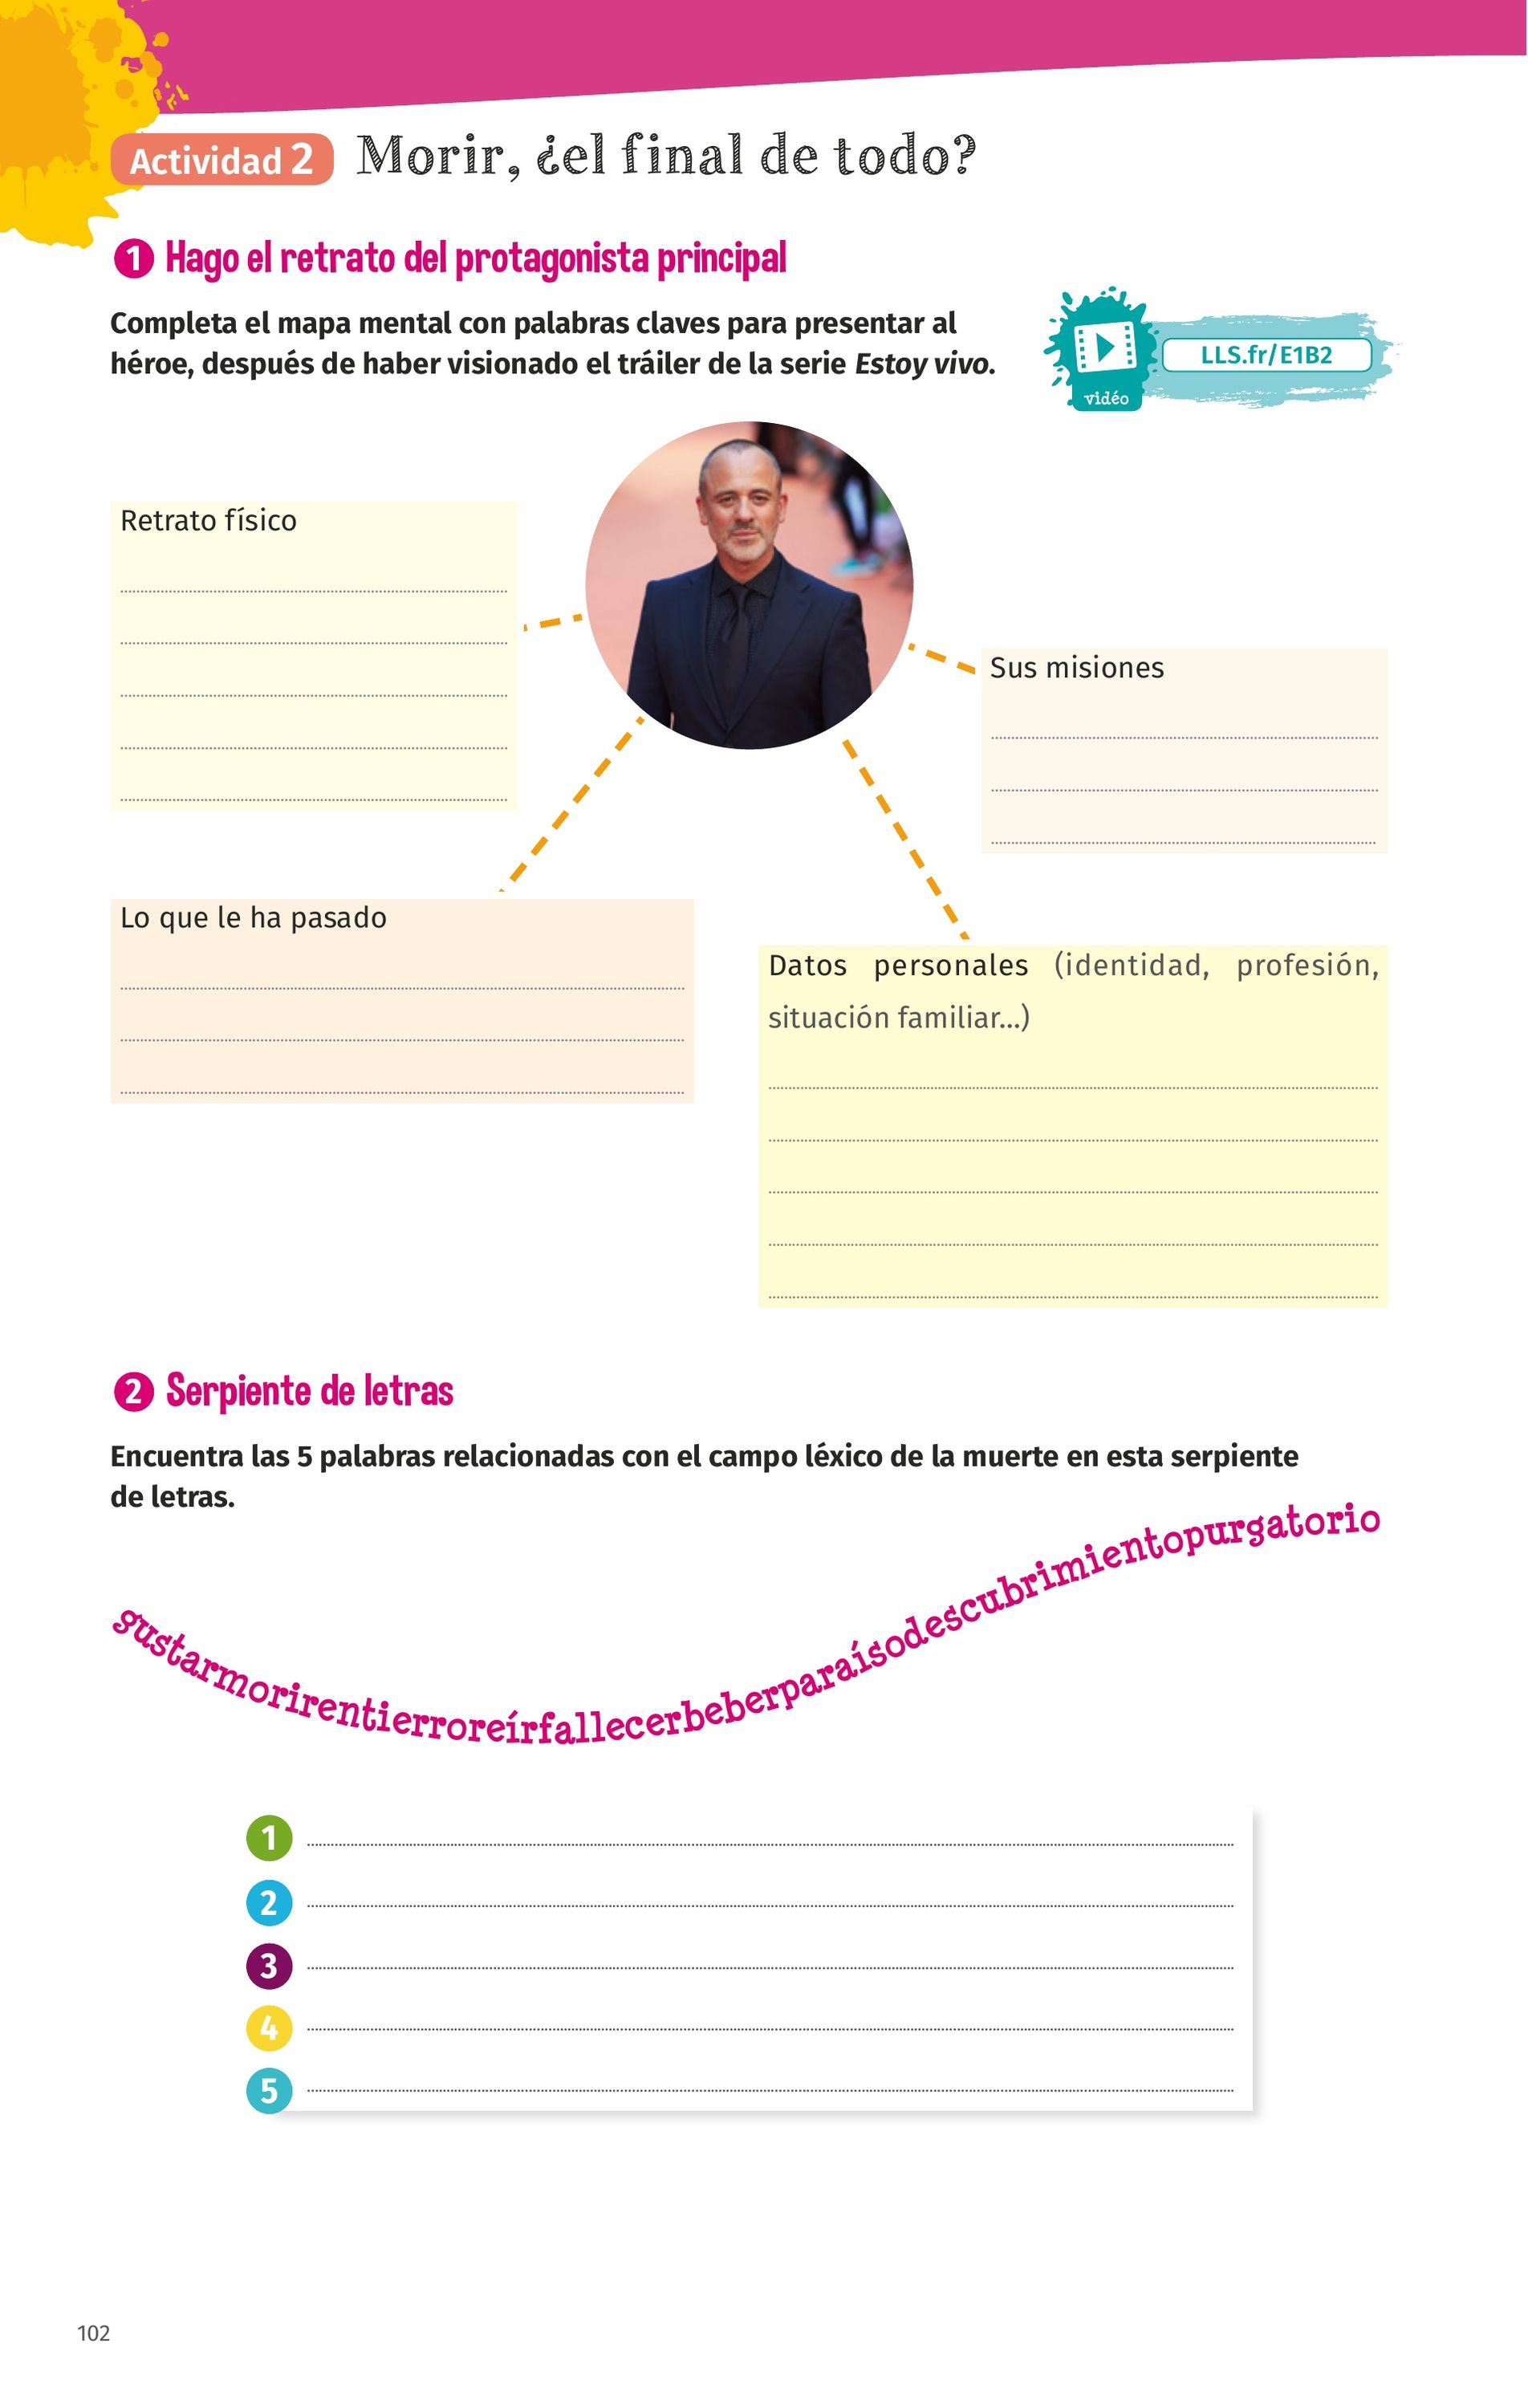 Actividad 2 Morir, ¿el final de todo?
1 Hago el retrato del protagonista principal
Completa el mapa mental con palabras claves para presentar al
héroe, después de haber visionado el tráiler de la serie Estoy vivo.
vidéo
LLS.fr/E1B2
Retrato físico
Sus misiones
Lo que le ha pasado
Datos personales (identidad, profesión,
situación familiar...)
2 Serpiente de letras
Encuentra las 5 palabras relacionadas con el campo léxico de la muerte en esta serpiente
de letras.
gustarmorirentierroreírfallecerbeberparaísodescubrimientopurgatorio
1
2
3
4
5
102